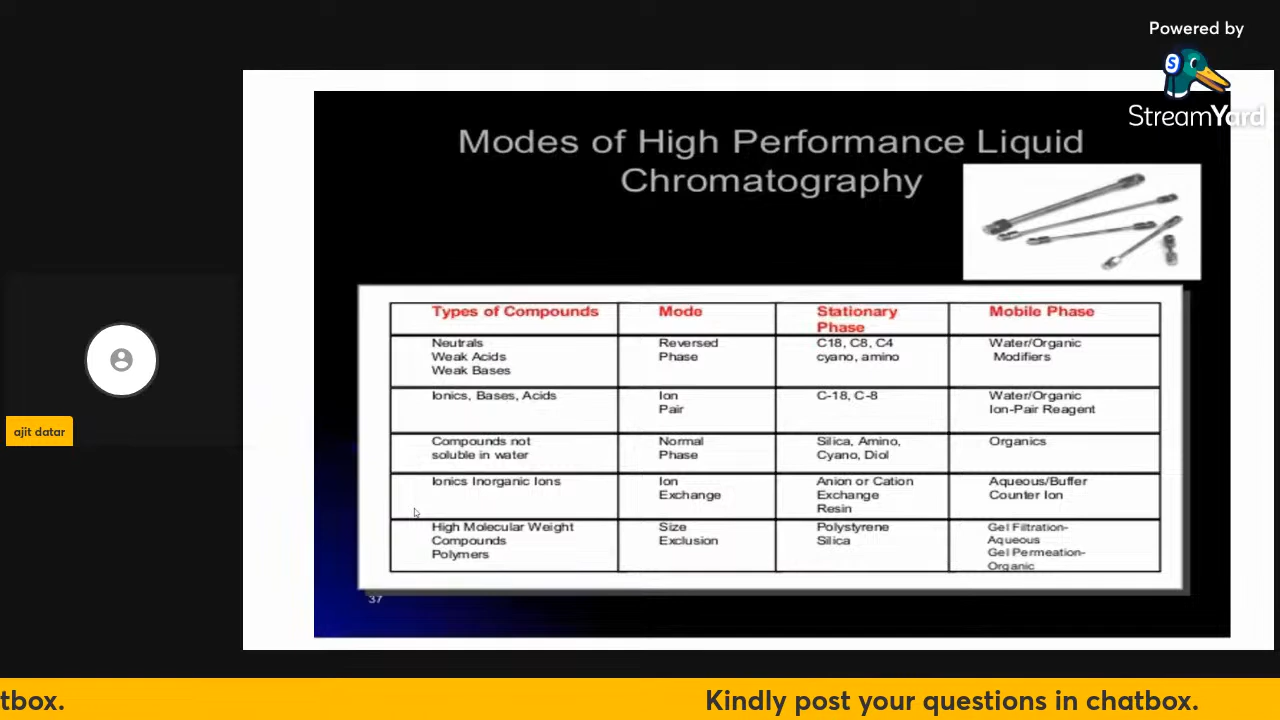 Powered by
StreamYard
Modes of High Performance Liquid
Chromatography
Types of Compounds
Mode
Stationary
Phase
Mobile Phase
Neutrals
Weak Acids
Weak Bases
Reversed
Phase
C18, C8, C4
cyano, amino
Water/Organic
Modifiers
Ionics, Bases, Acids
Ion
Pair
C-18, C-8
Water/Organic
Ion-Pair Reagent
Compounds not
soluble in water
Normal
Phase
Silica, Amino,
Cyano, Diol
Organics
Ionics Inorganic Ions
Ion
Exchange
Anion or Cation
Exchange
Resin
Aqueous/Buffer
Counter Ion
High Molecular Weight
Compounds
Polymers
Size
Exclusion
Polystyrene
Silica
Gel Filtration-
Aqueous
Gel Permeation-
Organic
37
ajit datar
tbox.
Kindly post your questions in chatbox.